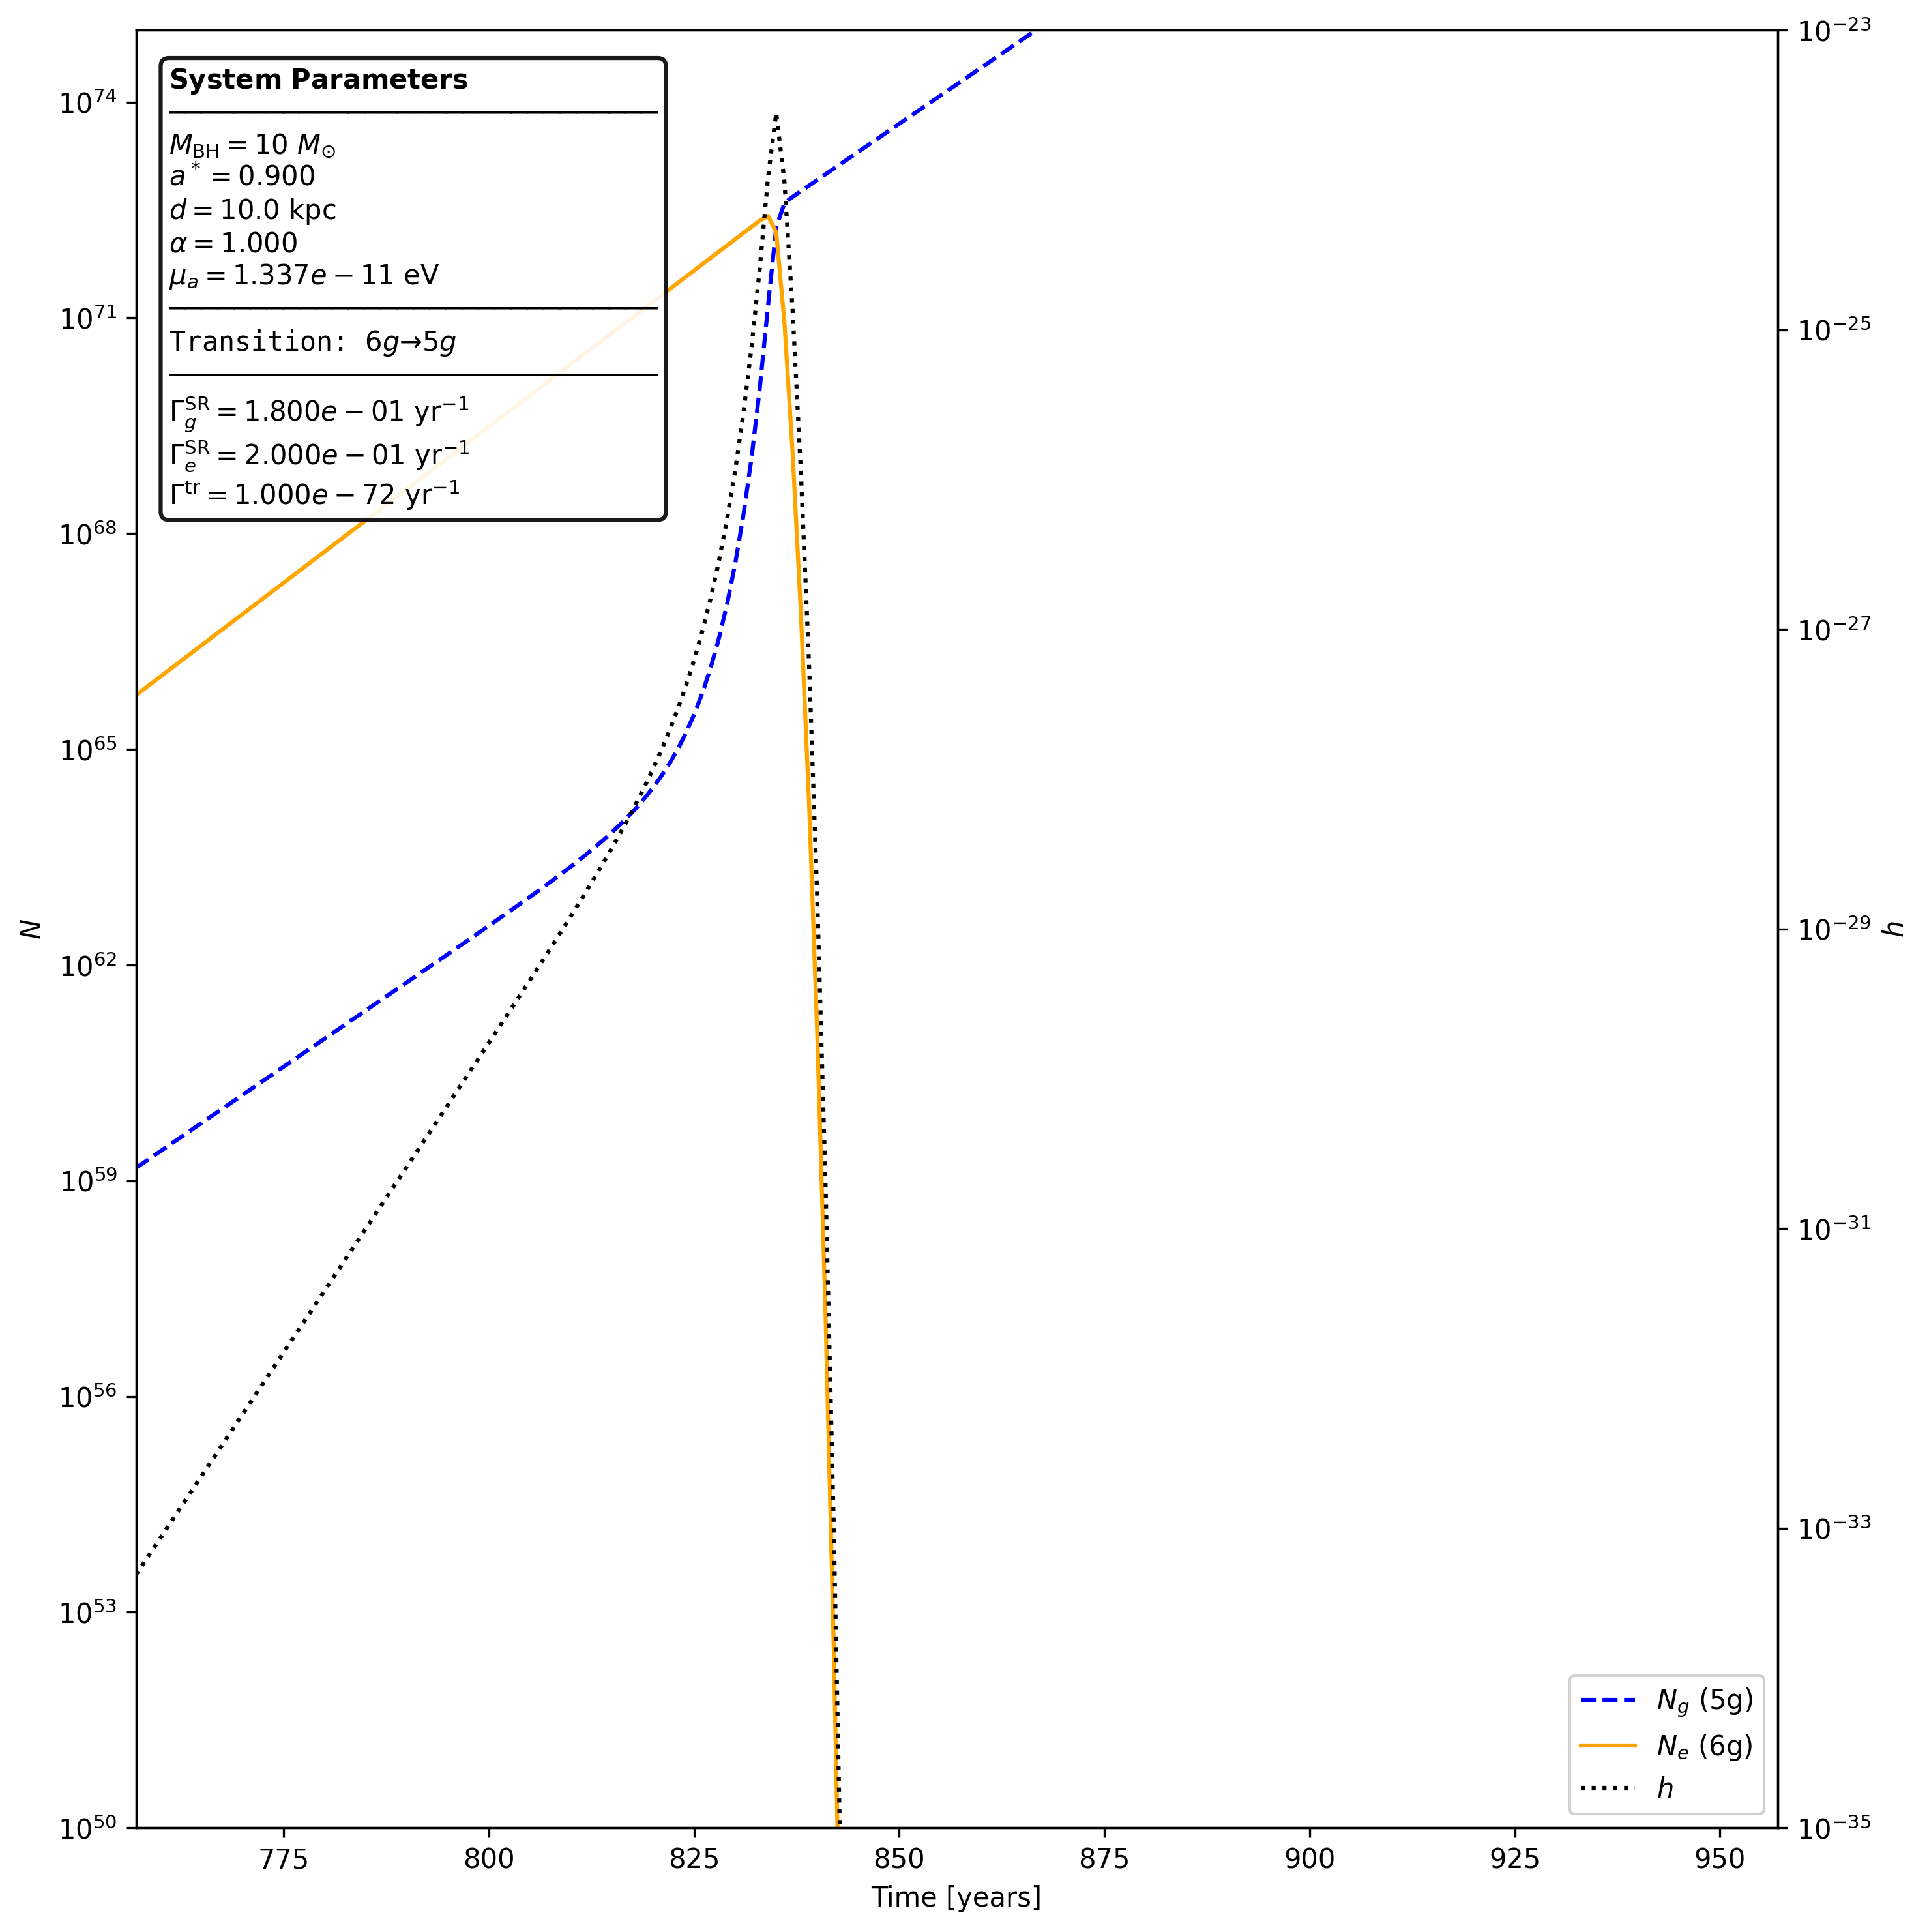 System Parameters
M_BH = 10 M_⊙
a^* = 0.900
d = 10.0 kpc
α = 1.000
μ_a = 1.337e − 11 eV
Transition: 6g→5g
Γ_g^SR = 1.800e − 01 yr^−1
Γ_e^SR = 2.000e − 01 yr^−1
Γ^tr = 1.000e − 72 yr^−1
10^74
10^71
10^68
10^65
10^62
10^59
10^56
10^53
10^50
N
10^−23
10^−25
10^−27
10^−29
10^−31
10^−33
10^−35
h
N_g (5g)
N_e (6g)
h
775 800 825 850 875 900 925 950
Time [years]